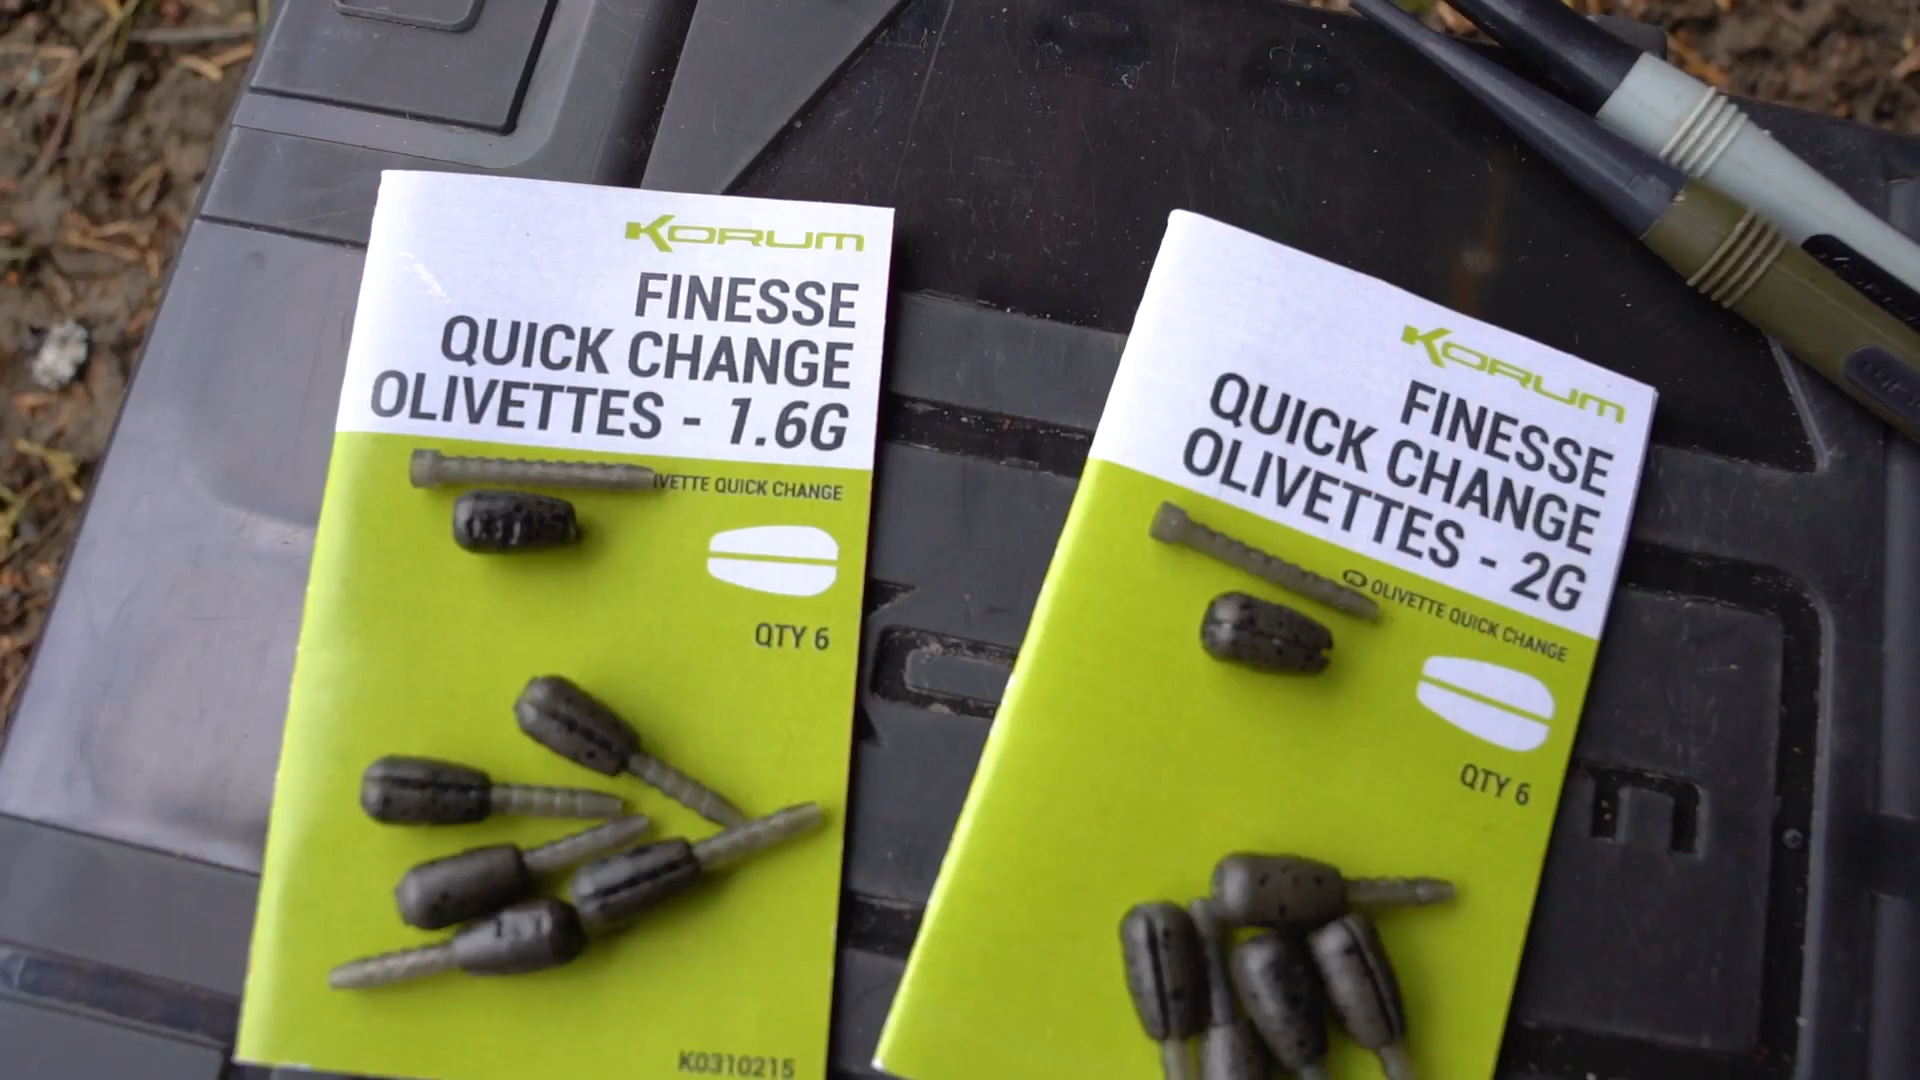 KORUM
FINESSE
QUICK CHANGE
OLIVETTES - 1.6G
QUICK CHANGE
QTY 6
K0310215
KORUM
FINESSE
QUICK CHANGE
OLIVETTES - 2G
OLIVETTE QUICK CHANGE
QTY 6